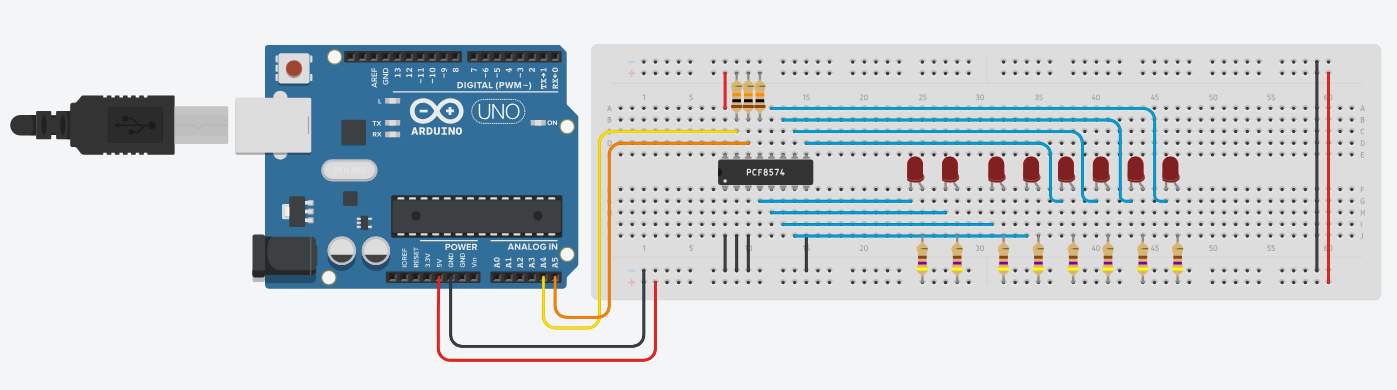 AREF
GND
13
12
~11
~10
~9
8
7
~6
~5
4
~3
2
TX→1
RX←0
DIGITAL (PWM~)
L
TX
RX
ARDUINO
UNO
ON
POWER
ANALOG IN
IOREF
RESET
3.3V
5V
GND
GND
Vin
A0
A1
A2
A3
A4
A5
1 5 15 20 25 30 35 40 45 50 55 60
A A
B B
C C
D D
E E
PCF8574
F F
G G
H H
I I
J J
1 5 15 20 25 30 35 40 45 50 55 60